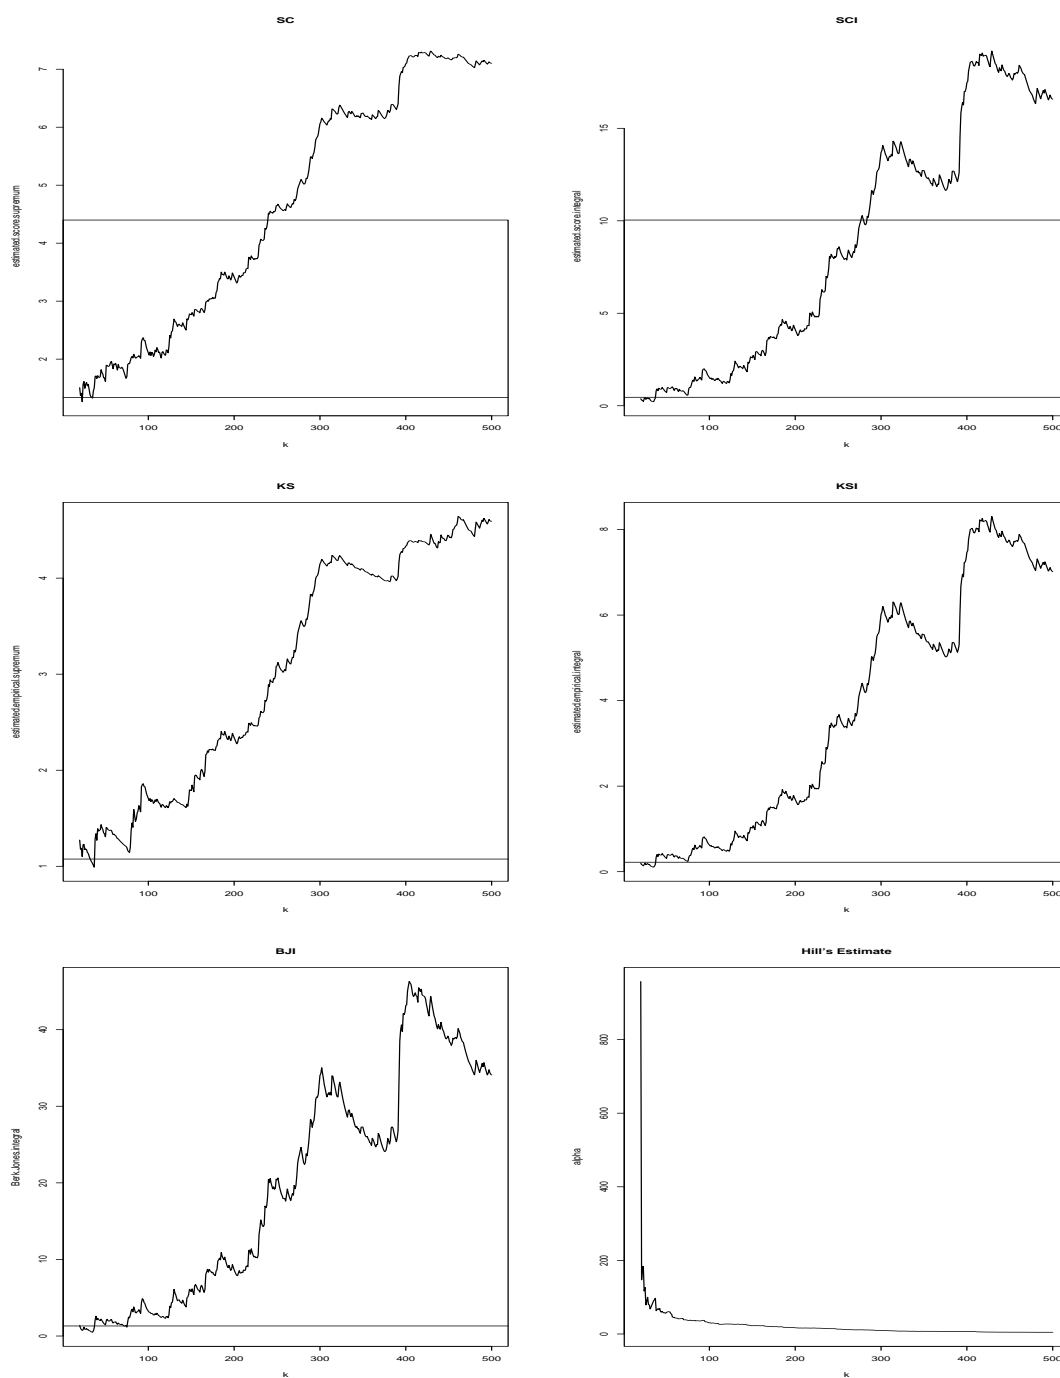 SC
estimated.score.supremum
2 3 4 5 6 7
100 200 300 400 500
k
SCI
estimated.score.integral
0 5 10 15
100 200 300 400 500
k
KS
estimated.empirical.supremum
1 2 3 4
100 200 300 400 500
k
KSI
estimated.empirical.integral
0 2 4 6 8
100 200 300 400 500
k
BJI
Berk.Jones.integral
0 10 20 30 40
100 200 300 400 500
k
Hill's Estimate
alpha
0 200 400 600 800
100 200 300 400 500
k